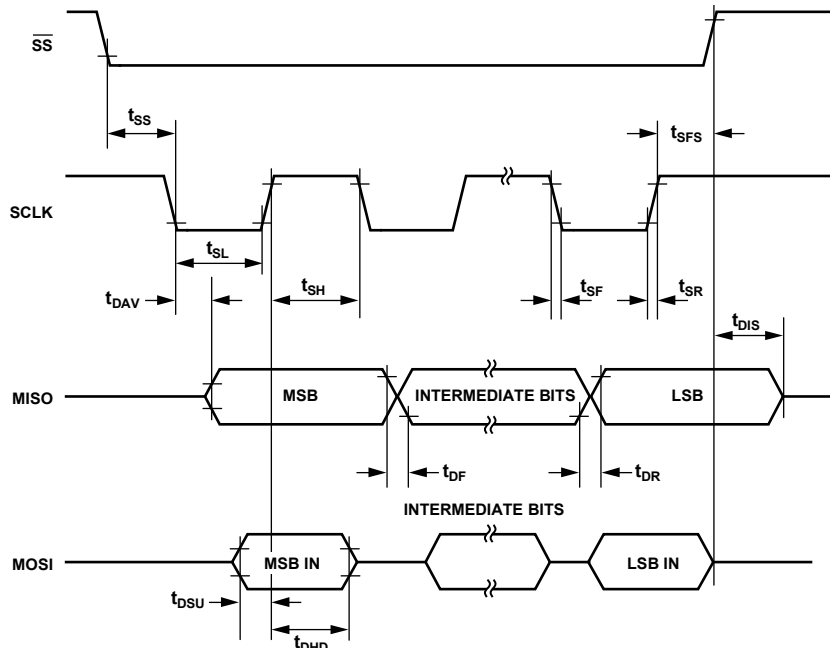 SS
tSS
tSFS
SCLK
tSL
tSH
tSF
tSR
tDAV
tDIS
MISO
MSB
INTERMEDIATE BITS
LSB
tDF
tDR
INTERMEDIATE BITS
MOSI
MSB IN
LSB IN
tDSU
tDHD